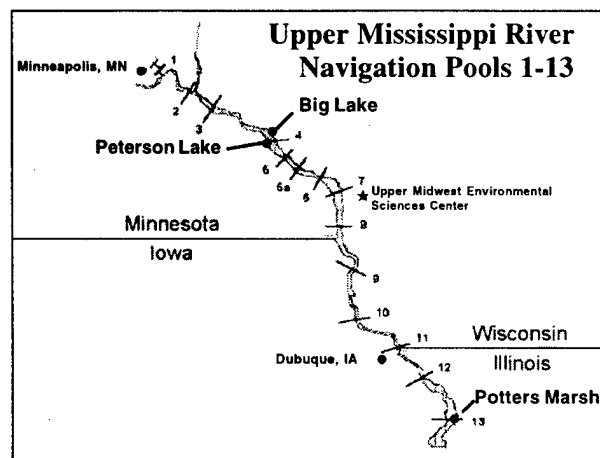 Upper Mississippi River
Navigation Pools 1-13
Minneapolis, MN
1
2
3
Big Lake
4
Peterson Lake
5
5a
6
7
Upper Midwest Environmental
Sciences Center
8
Minnesota
Iowa
9
10
11
Wisconsin
Dubuque, IA
Illinois
12
Potters Marsh
13